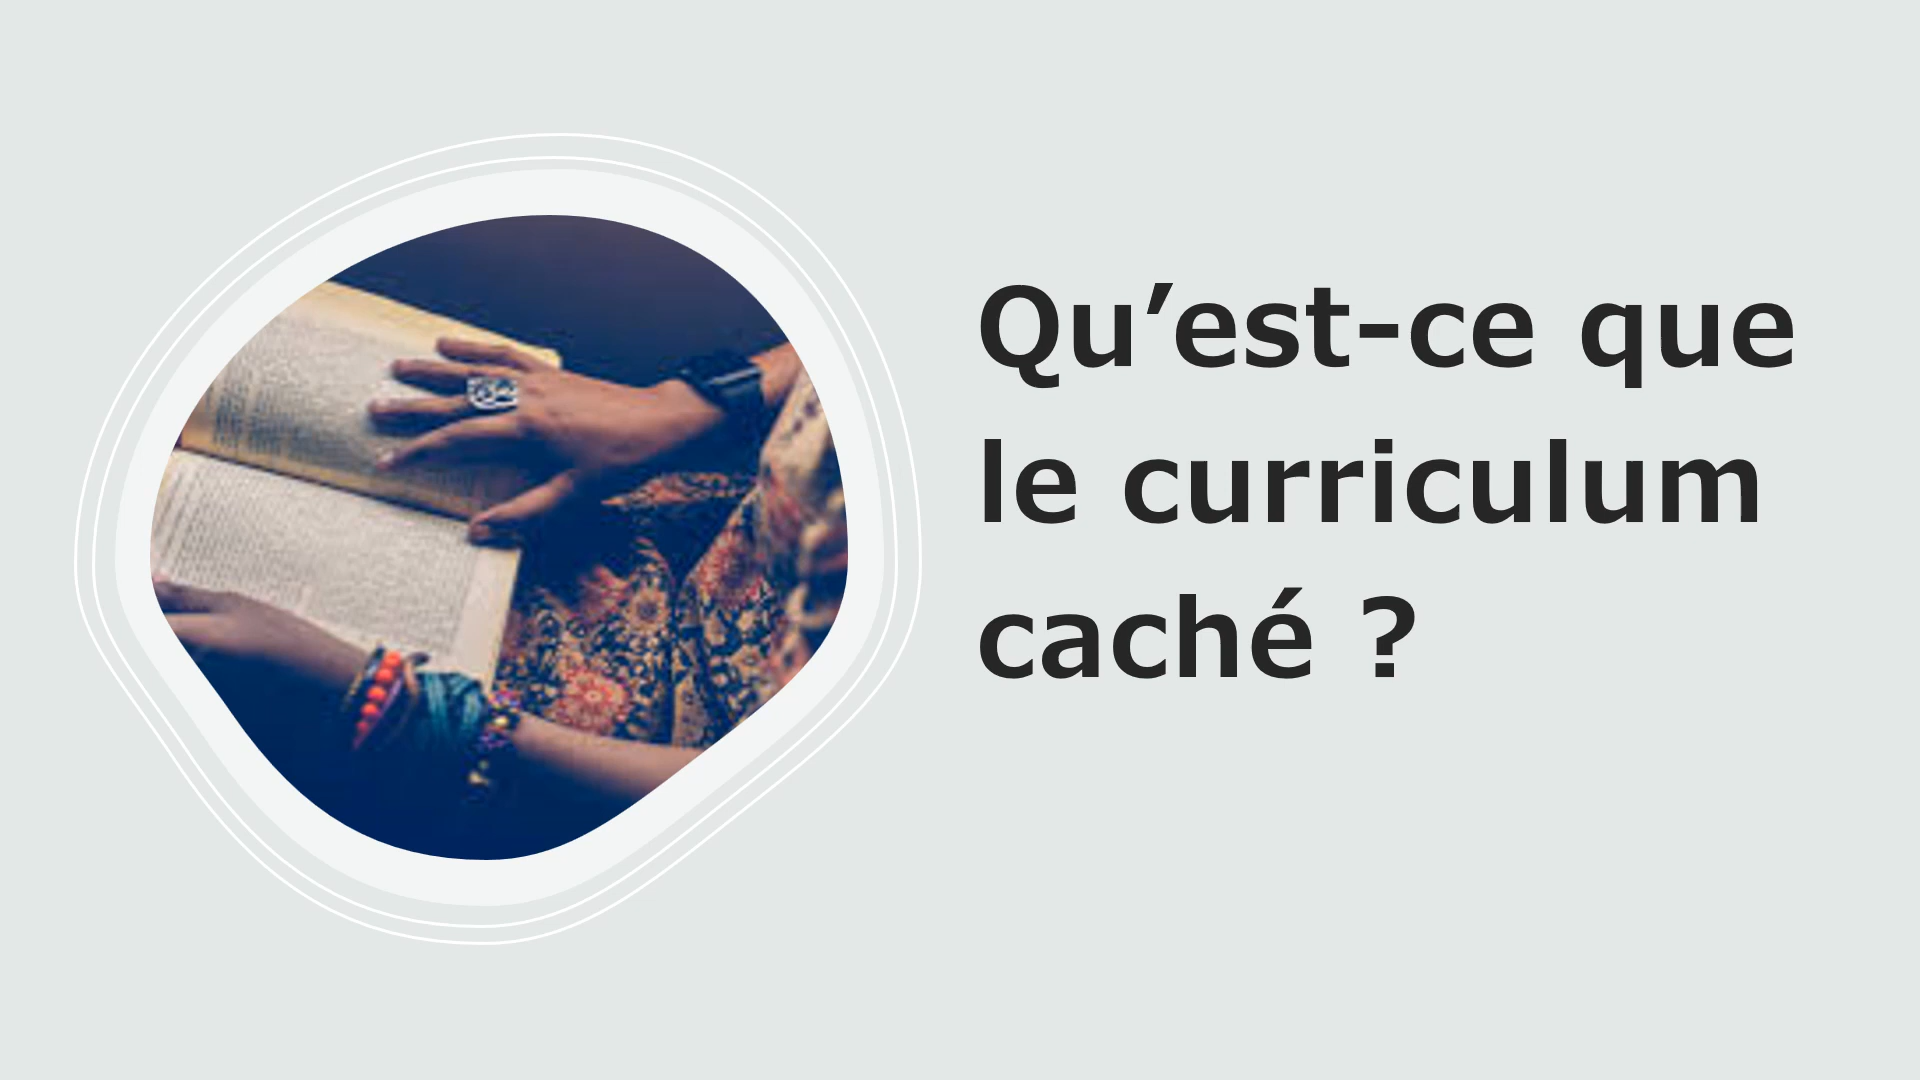 Qu’est-ce que
le curriculum
caché ?